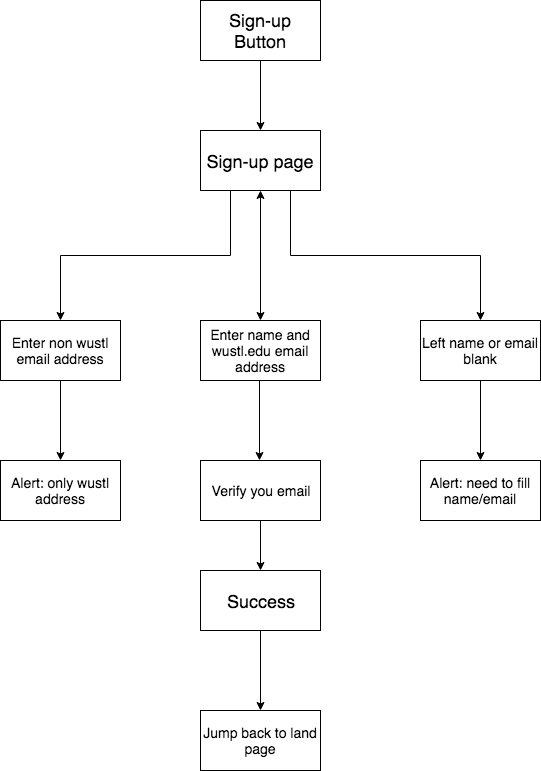 Sign-up
Button
Sign-up page
Enter non wustl
email address
Enter name and
wustl.edu email
address
Left name or email
blank
Alert: only wustl
address
Verify you email
Alert: need to fill
name/email
Success
Jump back to land
page